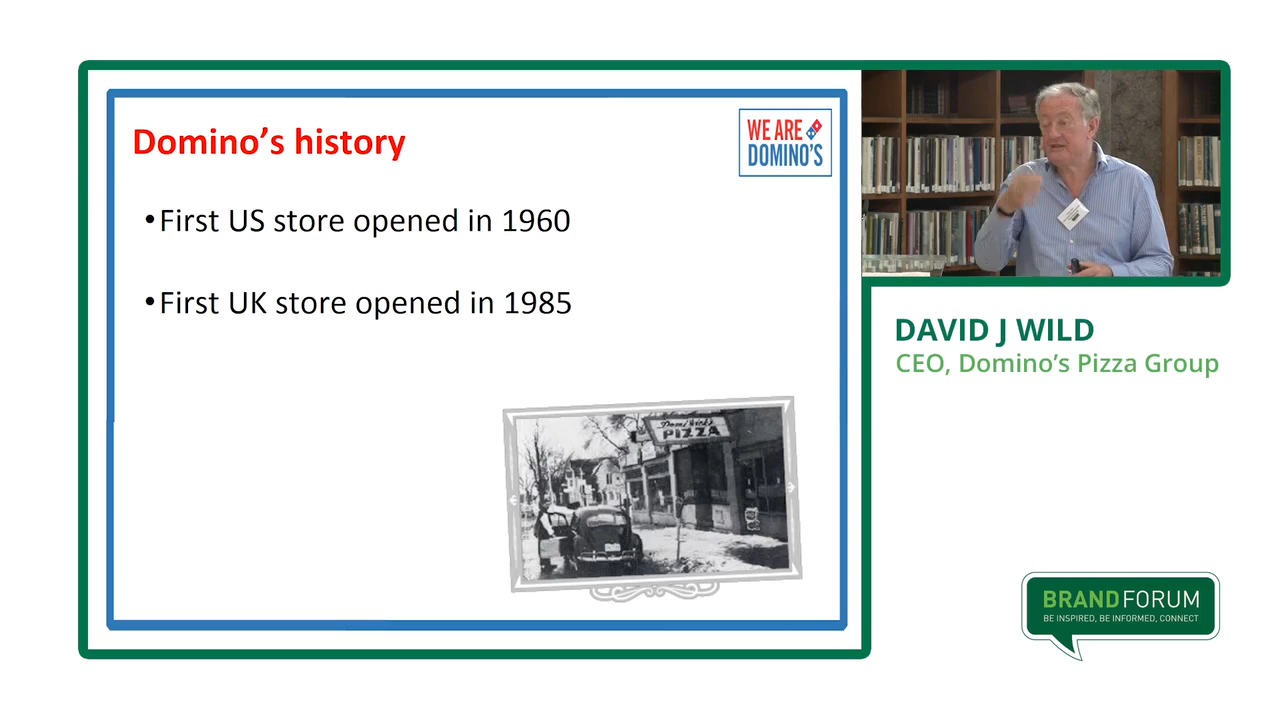 Domino’s history
WE ARE
DOMINO'S
•First US store opened in 1960
•First UK store opened in 1985
PIZZA
DAVID J WILD
CEO, Domino’s Pizza Group
BRANDFORUM
BE INSPIRED, BE INFORMED, CONNECT